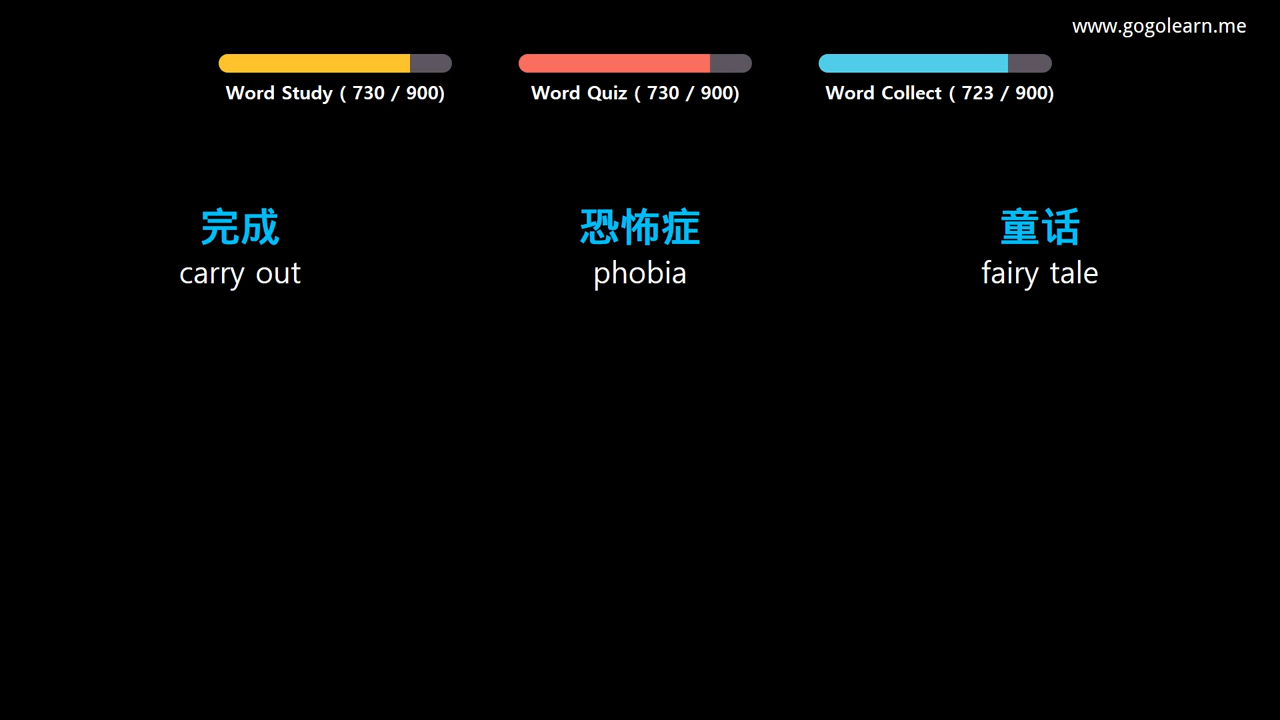 www.gogolearn.me
Word Study ( 730 / 900)
Word Quiz ( 730 / 900)
Word Collect ( 723 / 900)
完成
carry out
恐怖症
phobia
童话
fairy tale